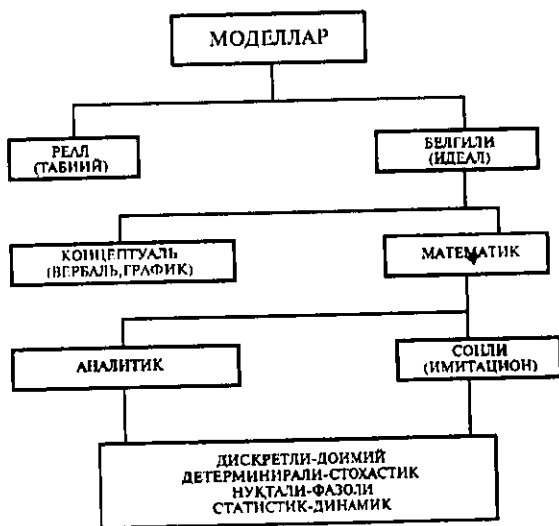 МОДЕЛЛАР
РЕАЛ
(ТАБИИЙ)
БЕЛГИЛИ
(ИДЕАЛ)
КОНЦЕПТУАЛЬ
(ВЕРБАЛЬ,ГРАФИК)
МАТЕМАТИК
АНАЛИТИК
СОНЛИ
(ИМИТАЦИОН)
ДИСКРЕТЛИ-ДОИМИЙ
ДЕТЕРМИНИРАЛИ-СТОХАСТИК
НУҚТАЛИ-ФАЗОЛИ
СТАТИСТИК-ДИНАМИК